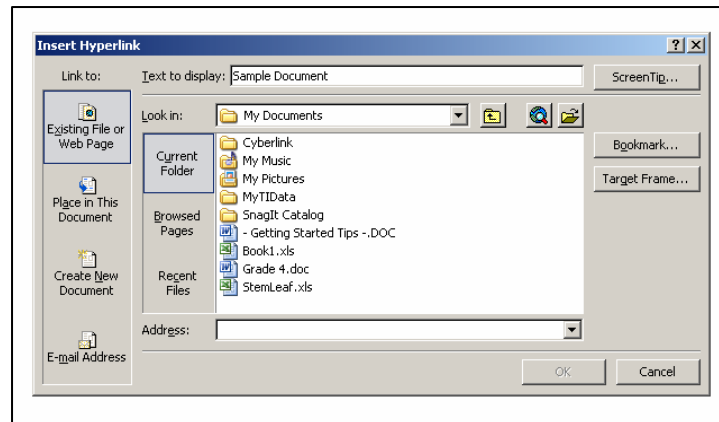 Insert Hyperlink
Link to:
Text to display: Sample Document
ScreenTip...
Existing File or
Web Page
Place in This
Document
Create New
Document
E-mail Address
Look in: My Documents
Current
Folder
Browsed
Pages
Recent
Files
Cyberlink
My Music
My Pictures
MyTIData
SnagIt Catalog
- Getting Started Tips -.DOC
Book1.xls
Grade 4.doc
StemLeaf.xls
Bookmark...
Target Frame...
Address:
OK
Cancel